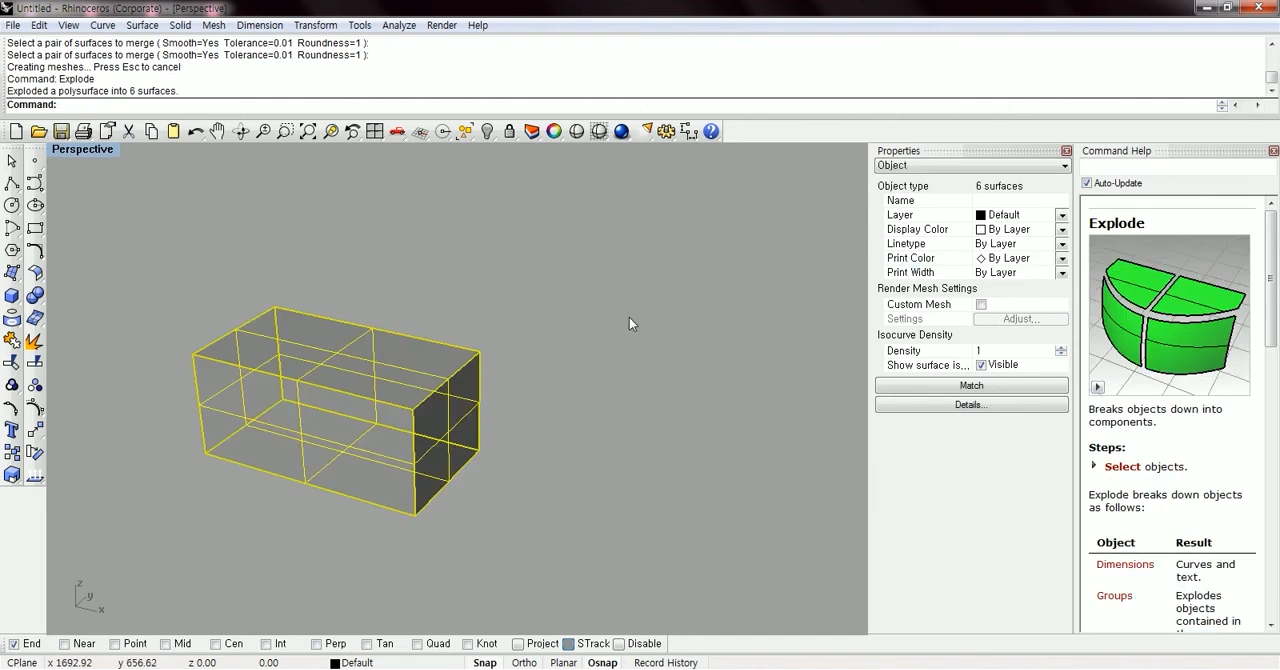 Untitled - Rhinoceros (Corporate) - [Perspective]
File Edit View Curve Surface Solid Mesh Dimension Transform Tools Analyze Render Help
Select a pair of surfaces to merge ( Smooth=Yes Tolerance=0.01 Roundness=1 ):
Select a pair of surfaces to merge ( Smooth=Yes Tolerance=0.01 Roundness=1 ):
Creating meshes... Press Esc to cancel
Command: Explode
Exploded a polysurface into 6 surfaces.
Command:
Perspective
Properties
Object
Object type 6 surfaces
Name
Layer Default
Display Color By Layer
Linetype By Layer
Print Color By Layer
Print Width By Layer
Render Mesh Settings
Custom Mesh
Settings Adjust...
Isocurve Density
Density 1
Show surface is... Visible
Match
Details...
Command Help
Auto-Update
Explode
Breaks objects down into
components.
Steps:
Select objects.
Explode breaks down objects
as follows:
Object Result
Dimensions Curves and
text.
Groups Explodes
objects
contained in
z
y
x
End Near Point Mid Cen Int Perp Tan Quad Knot Project STrack Disable
CPlane x 1692.92 y 656.62 z 0.00 0.00 Default Snap Ortho Planar Osnap Record History